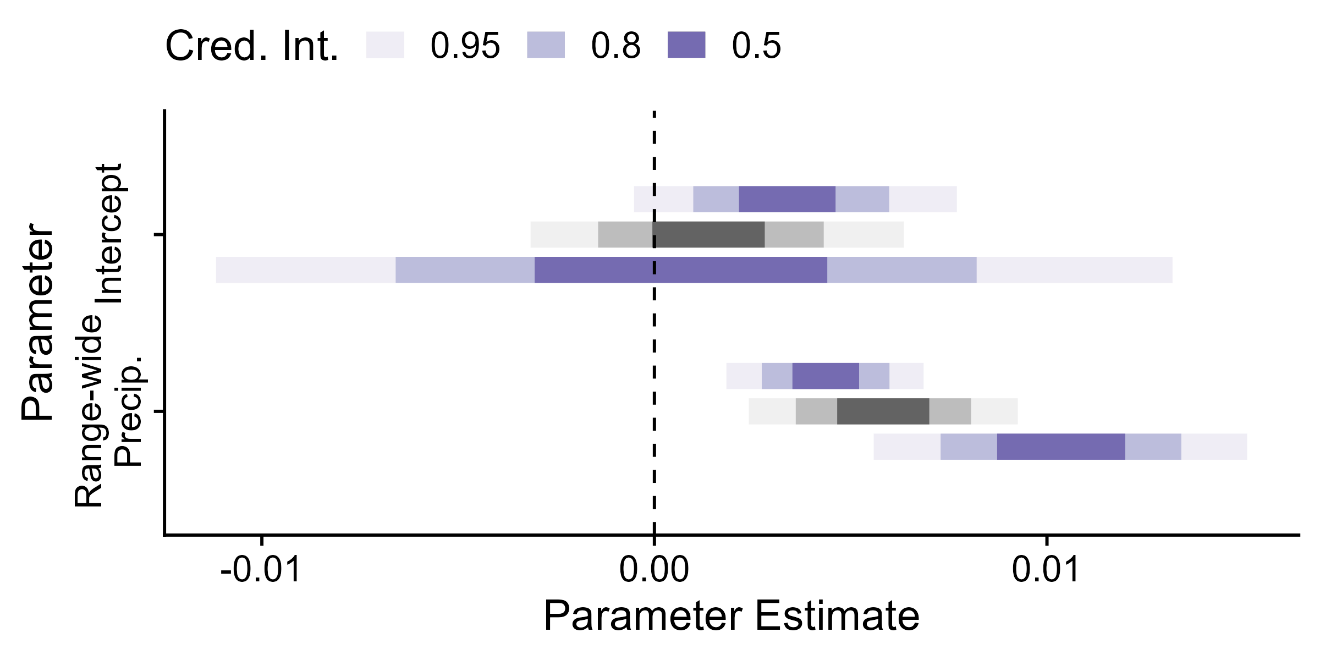 Cred. Int. 0.95 0.8 0.5
Parameter
Intercept
Range-wide
Precip.
-0.01 0.00 0.01
Parameter Estimate